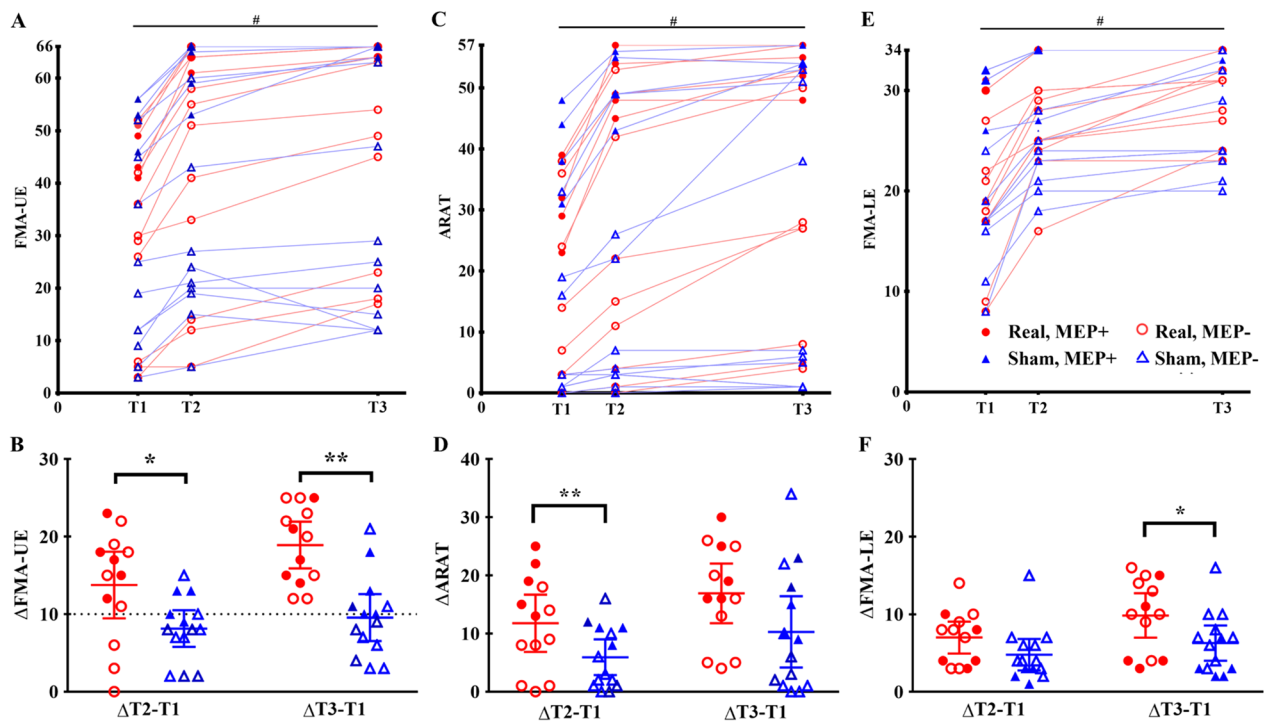 A
#
66
60
50
40
30
20
10
0
0
T1
T2
T3
FMA-UE
C
#
57
50
40
30
20
10
0
0
T1
T2
T3
ARAT
E
#
34
30
20
10
0
0
T1
T2
T3
FMA-LE
Real, MEP+
Real, MEP-
Sham, MEP+
Sham, MEP-
B
30
20
10
0
ΔFMA-UE
*
**
ΔT2-T1
ΔT3-T1
D
40
30
20
10
0
ΔARAT
**
ΔT2-T1
ΔT3-T1
F
30
20
10
0
ΔFMA-LE
*
ΔT2-T1
ΔT3-T1